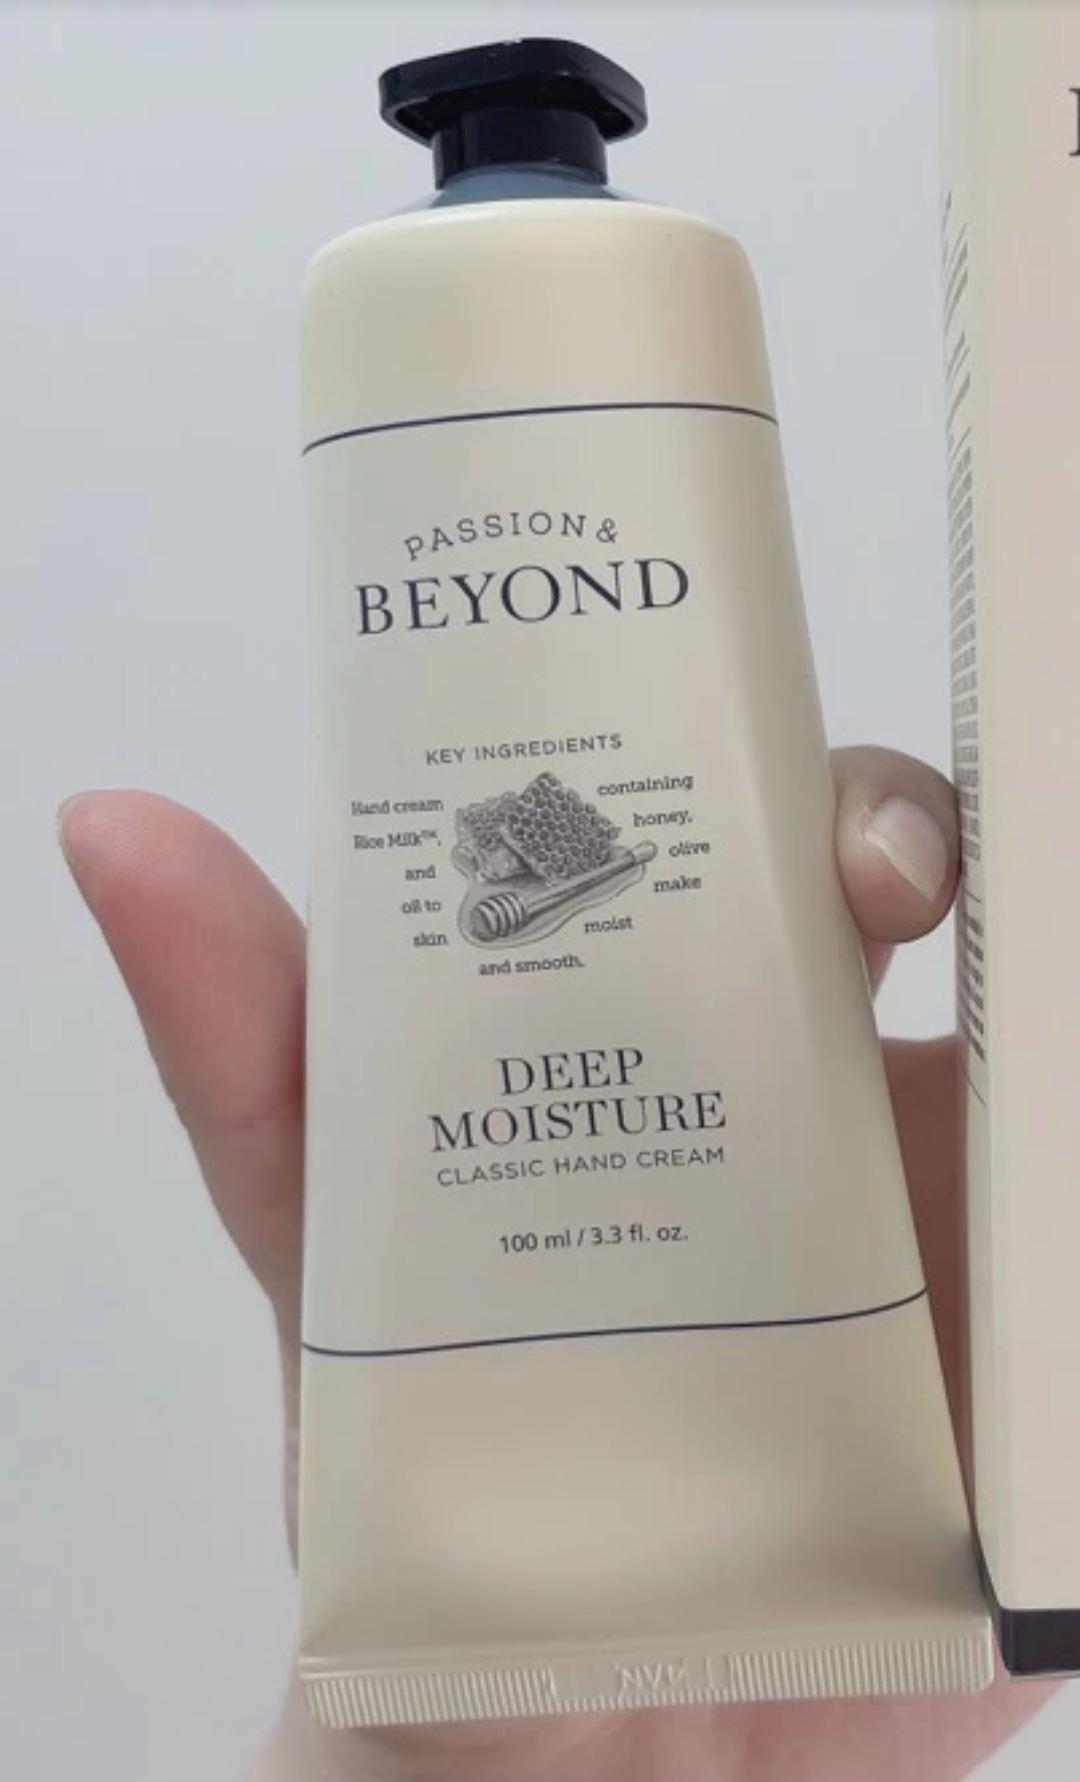 PASSION &
BEYOND
KEY INGREDIENTS
Hand cream containing
Rice Milk™, honey,
and olive
oil to make
skin moist
and smooth.
DEEP
MOISTURE
CLASSIC HAND CREAM
100 ml / 3.3 fl. oz.